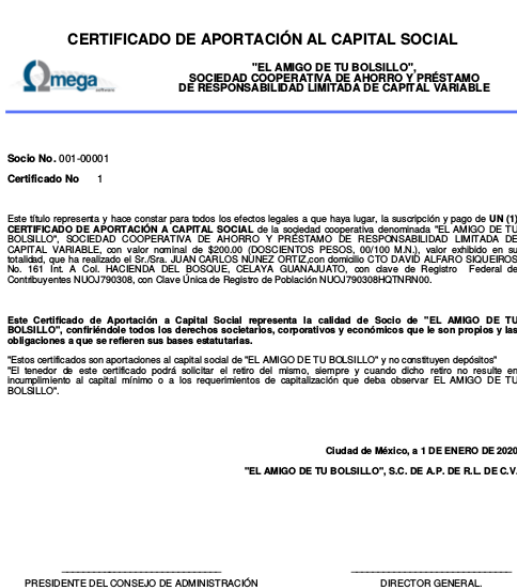 CERTIFICADO DE APORTACIÓN AL CAPITAL SOCIAL
Ωmega
software
"EL AMIGO DE TU BOLSILLO",
SOCIEDAD COOPERATIVA DE AHORRO Y PRÉSTAMO
DE RESPONSABILIDAD LIMITADA DE CAPITAL VARIABLE
Socio No. 001-00001
Certificado No 1
Este título representa y hace constar para todos los efectos legales a que haya lugar, la suscripción y pago de UN (1)
CERTIFICADO DE APORTACIÓN A CAPITAL SOCIAL de la sociedad cooperativa denominada "EL AMIGO DE TU
BOLSILLO", SOCIEDAD COOPERATIVA DE AHORRO Y PRÉSTAMO DE RESPONSABILIDAD LIMITADA DE
CAPITAL VARIABLE, con valor nominal de $200.00 (DOSCIENTOS PESOS, 00/100 M.N.), valor exhibido en su
totalidad, que ha realizado el Sr./Sra. JUAN CARLOS NUNEZ ORTIZ,con domicilio CTO DAVID ALFARO SIQUEIROS
No. 161 Int. A Col. HACIENDA DEL BOSQUE, CELAYA GUANAJUATO, con clave de Registro Federal de
Contribuyentes NUOJ790308, con Clave Única de Registro de Población NUOJ790308HQTNRN00.
Este Certificado de Aportación a Capital Social representa la calidad de Socio de "EL AMIGO DE TU
BOLSILLO", confiriéndole todos los derechos societarios, corporativos y económicos que le son propios y las
obligaciones a que se refieren sus bases estatutarias.
"Estos certificados son aportaciones al capital social de "EL AMIGO DE TU BOLSILLO" y no constituyen depósitos"
"El tenedor de este certificado podrá solicitar el retiro del mismo, siempre y cuando dicho retiro no resulte en
incumplimiento al capital mínimo o a los requerimientos de capitalización que deba observar EL AMIGO DE TU
BOLSILLO".
Ciudad de México, a 1 DE ENERO DE 2020
"EL AMIGO DE TU BOLSILLO", S.C. DE A.P. DE R.L. DE C.V.
PRESIDENTE DEL CONSEJO DE ADMINISTRACIÓN
DIRECTOR GENERAL.